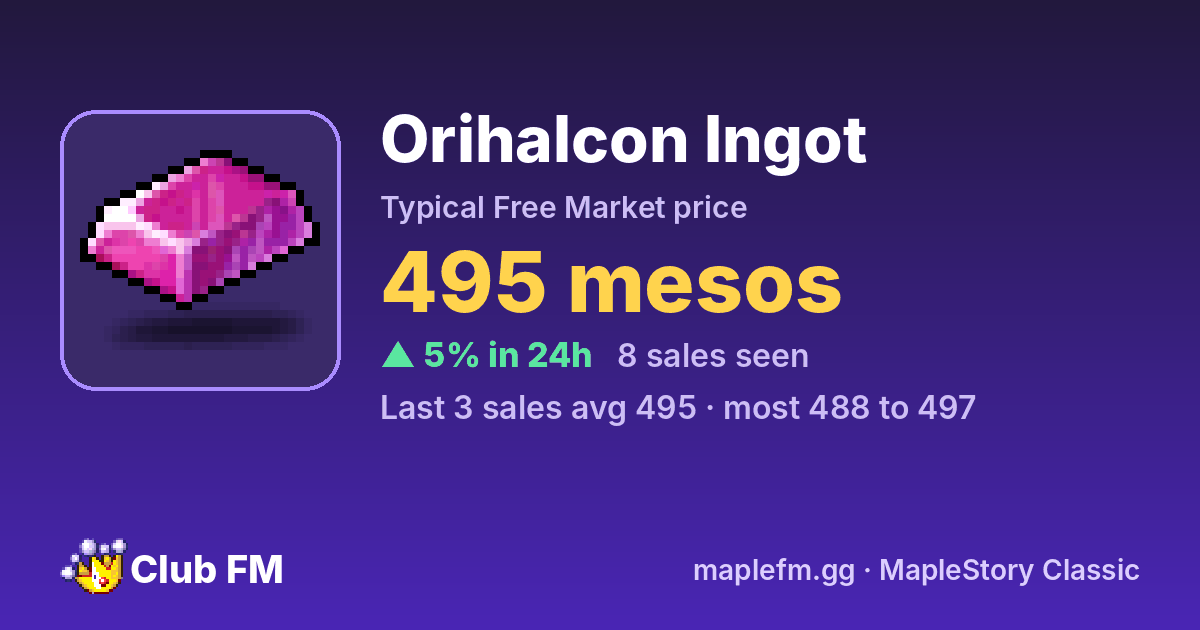 Orihalcon Ingot
Typical Free Market price
495 mesos
▲ 5% in 24h 8 sales seen
Last 3 sales avg 495 · most 488 to 497
Club FM
maplefm.gg · MapleStory Classic